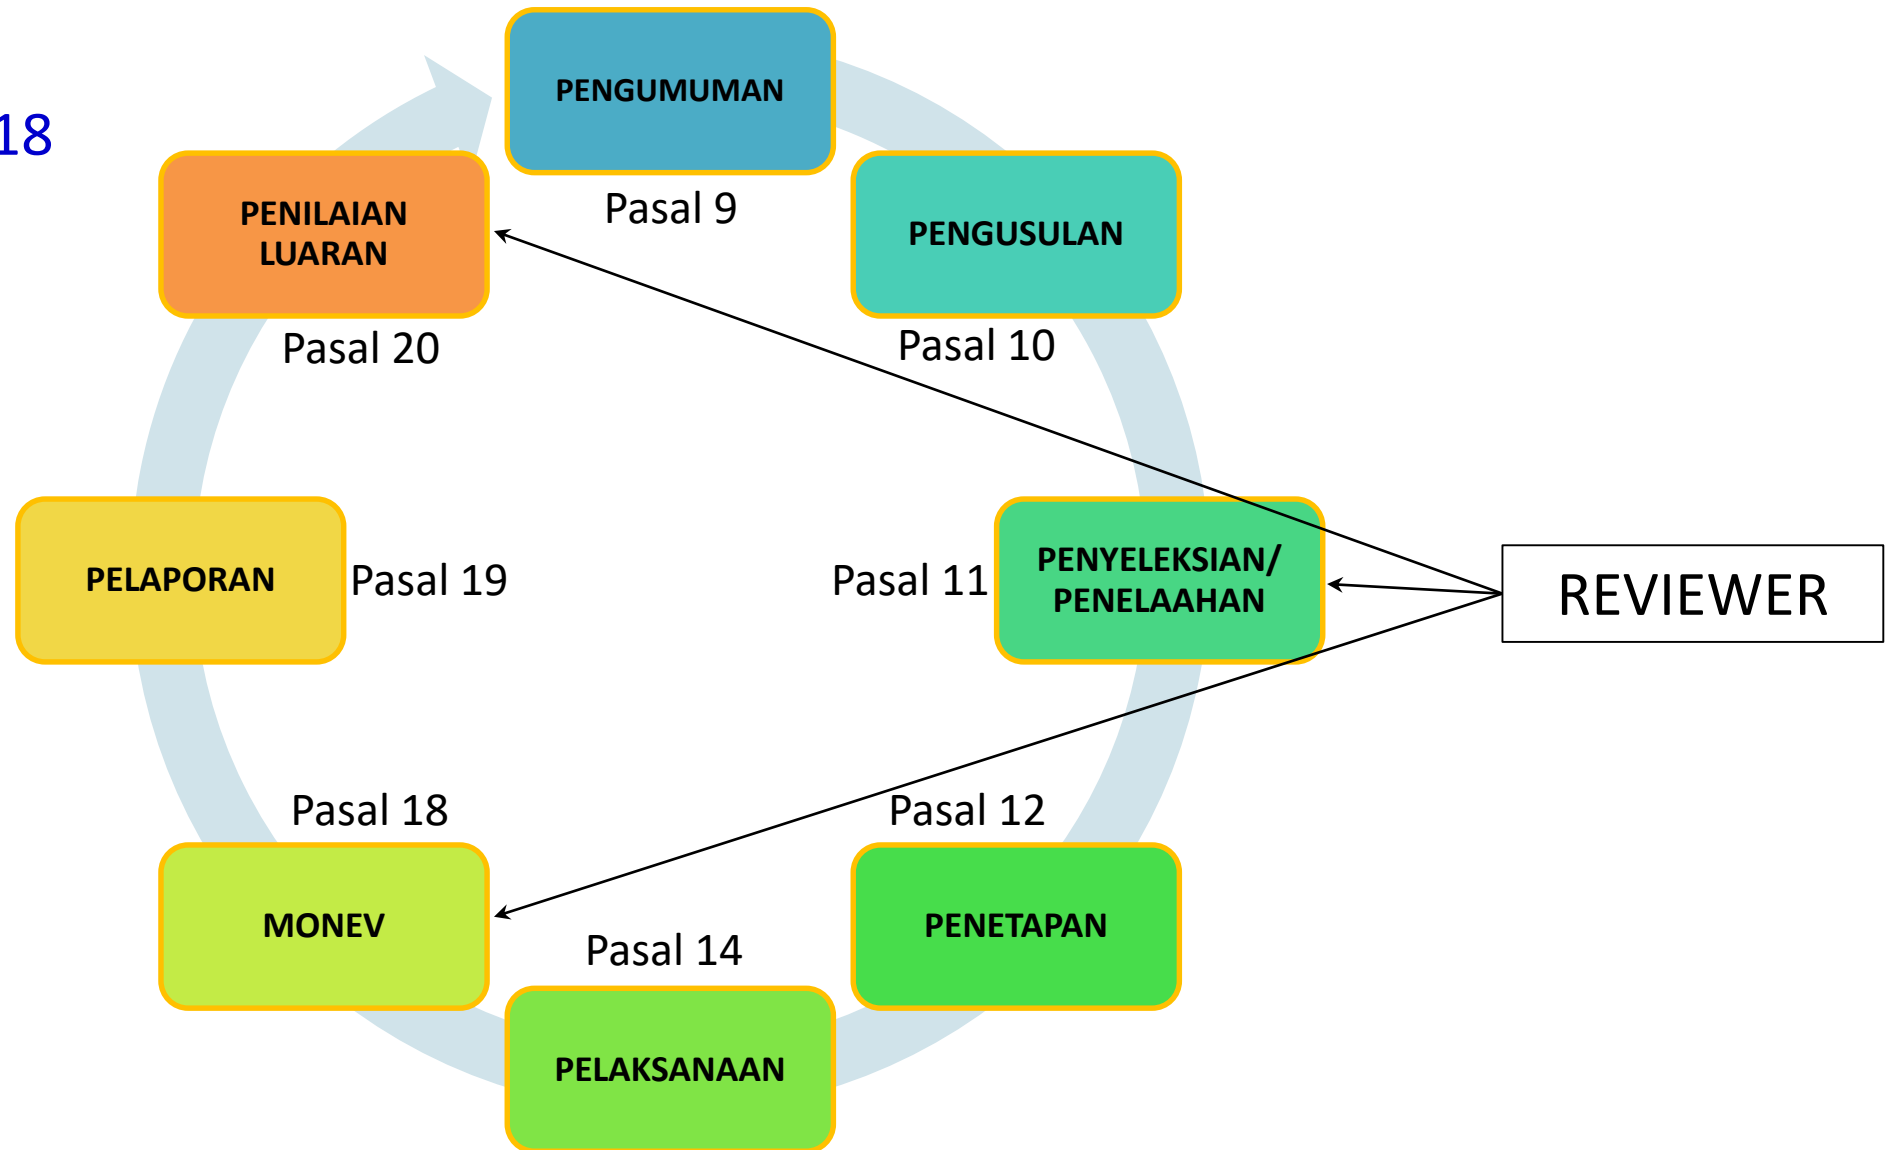 18
PENGUMUMAN
Pasal 9
PENGUSULAN
Pasal 10
PENYELEKSIAN/
PENELAAHAN
Pasal 11
REVIEWER
Pasal 12
PENETAPAN
Pasal 14
PELAKSANAAN
Pasal 18
MONEV
PELAPORAN
Pasal 19
PENILAIAN
LUARAN
Pasal 20